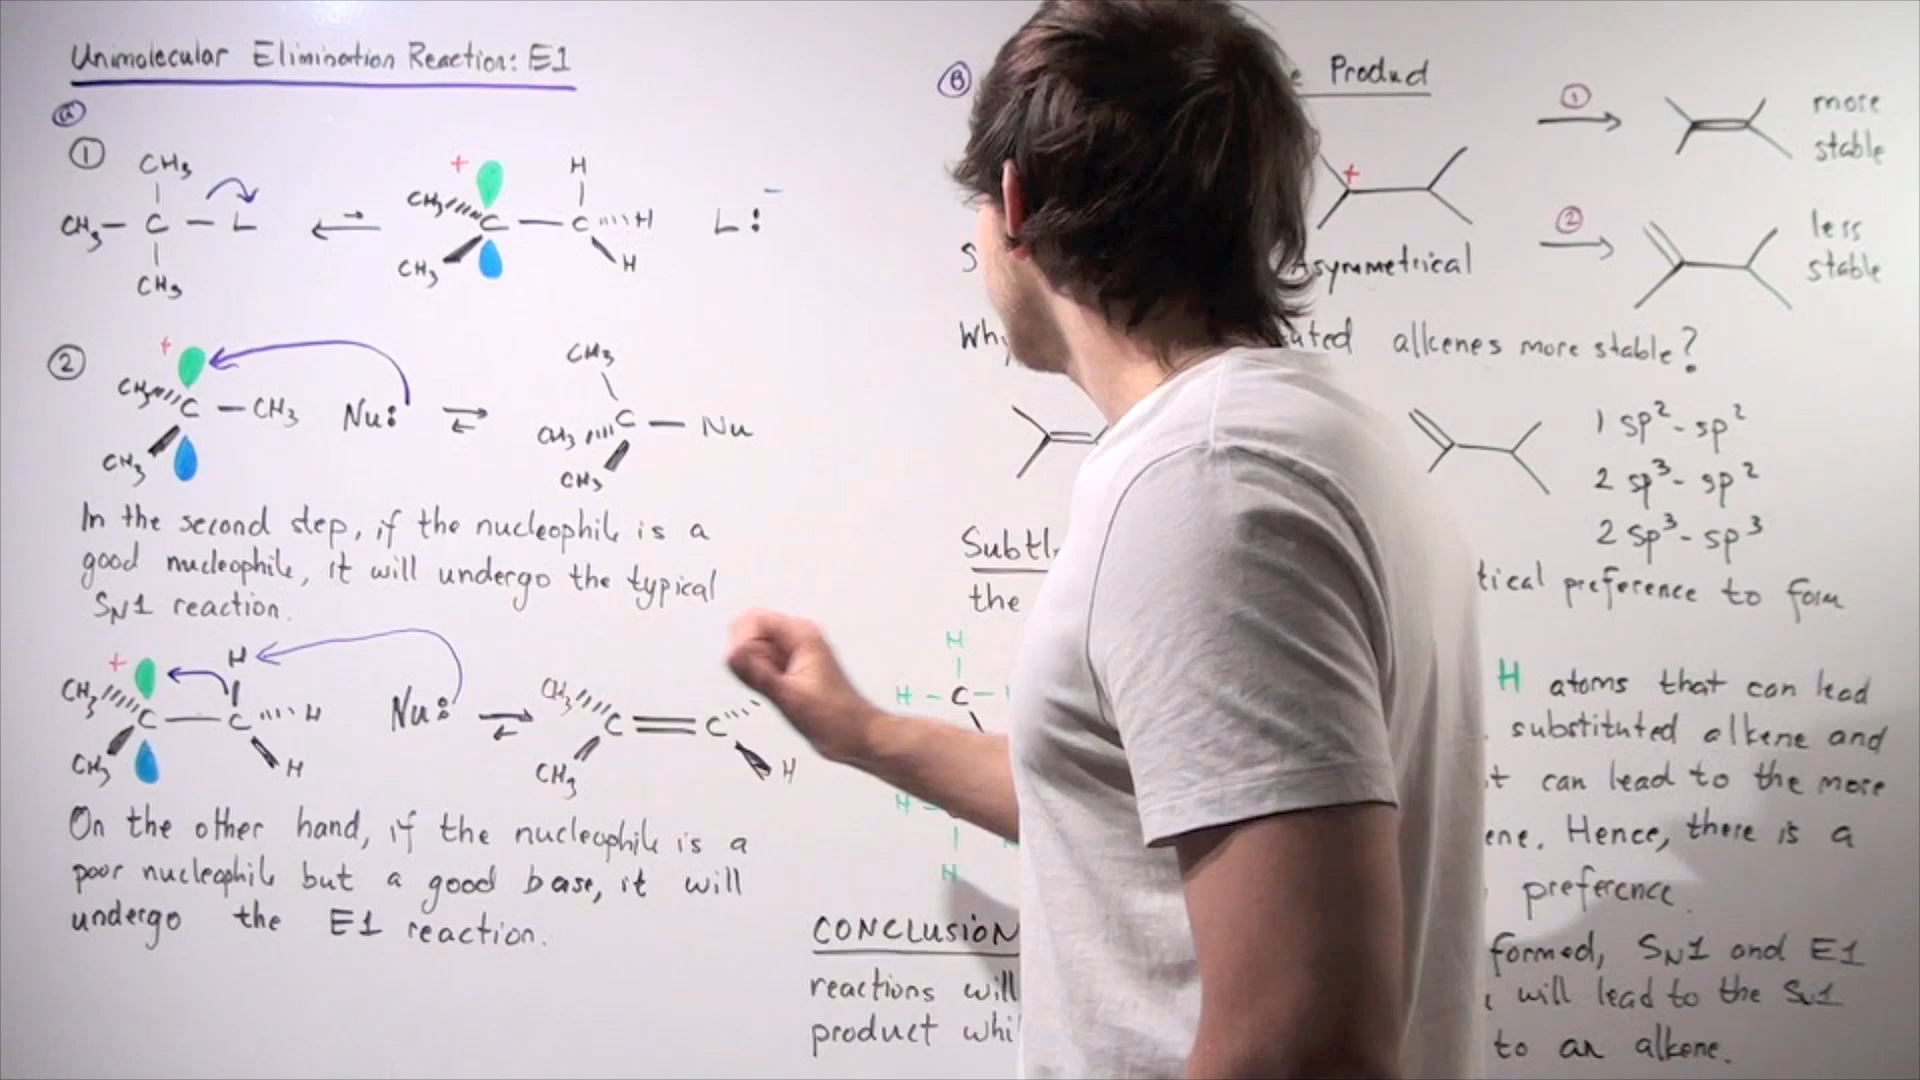 Unimolecular Elimination Reaction: E1
a
1
CH3
CH3 — C — L
CH3
+
CH3
C — C
H
H
H
CH3
L:⁻
2
+
CH3
C — CH3
CH3
Nu:
CH3
CH3
C — Nu
CH3
In the second step, if the nucleophile is a
good nucleophile, it will undergo the typical
SN1 reaction.
+
CH3
C — C
H
H
H
CH3
Nu:
CH3
C = C
CH3
H
On the other hand, if the nucleophile is a
poor nucleophile but a good base, it will
undergo the E1 reaction.
B
Product
+
1
more
stable
2
less
stable
S
Asymmetrical
Why
alkenes more stable?
1 sp²-sp²
2 sp³-sp²
2 sp³-sp³
the
preference to form
H
H – C –
H
H
H atoms that can lead
substituted alkene and
can lead to the more
Hence, there is a
preference.
CONCLUSION
formed, SN1 and E1
reactions will
will lead to the SN1
product
to an alkene.